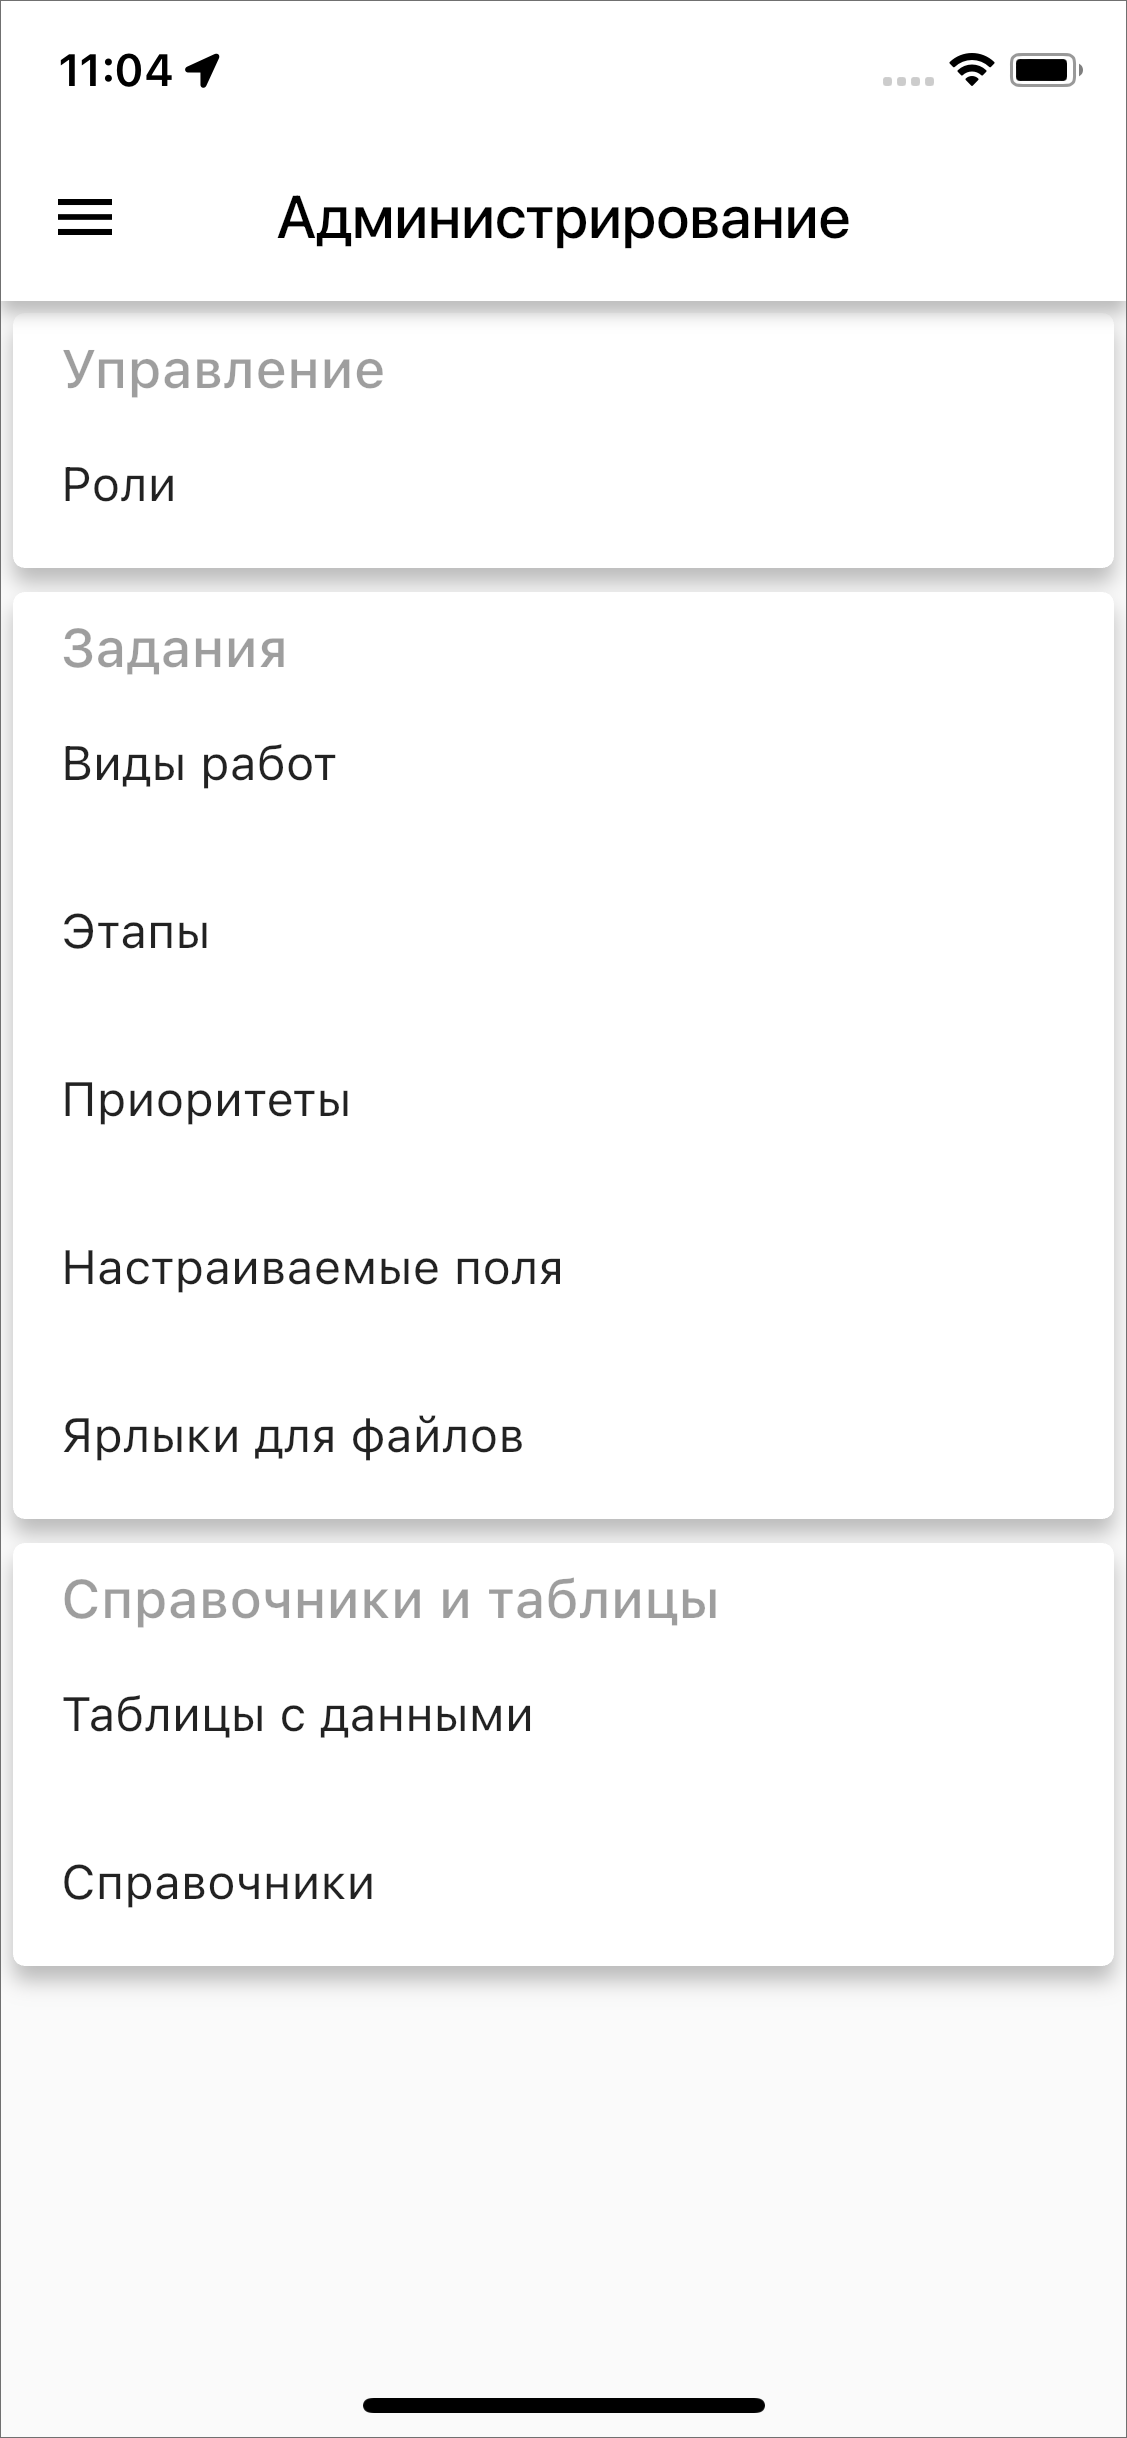 11:04
Администрирование
Управление
Роли
Задания
Виды работ
Этапы
Приоритеты
Настраиваемые поля
Ярлыки для файлов
Справочники и таблицы
Таблицы с данными
Справочники